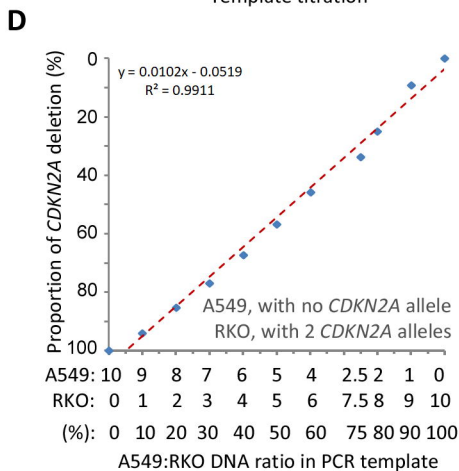 Template titration
D
y = 0.0102x - 0.0519
R² = 0.9911
Proportion of CDKN2A deletion (%)
0
20
40
60
80
100
A549, with no CDKN2A allele
RKO, with 2 CDKN2A alleles
A549: 10 9 8 7 6 5 4 2.5 2 1 0
RKO: 0 1 2 3 4 5 6 7.5 8 9 10
(%): 0 10 20 30 40 50 60 75 80 90 100
A549:RKO DNA ratio in PCR template